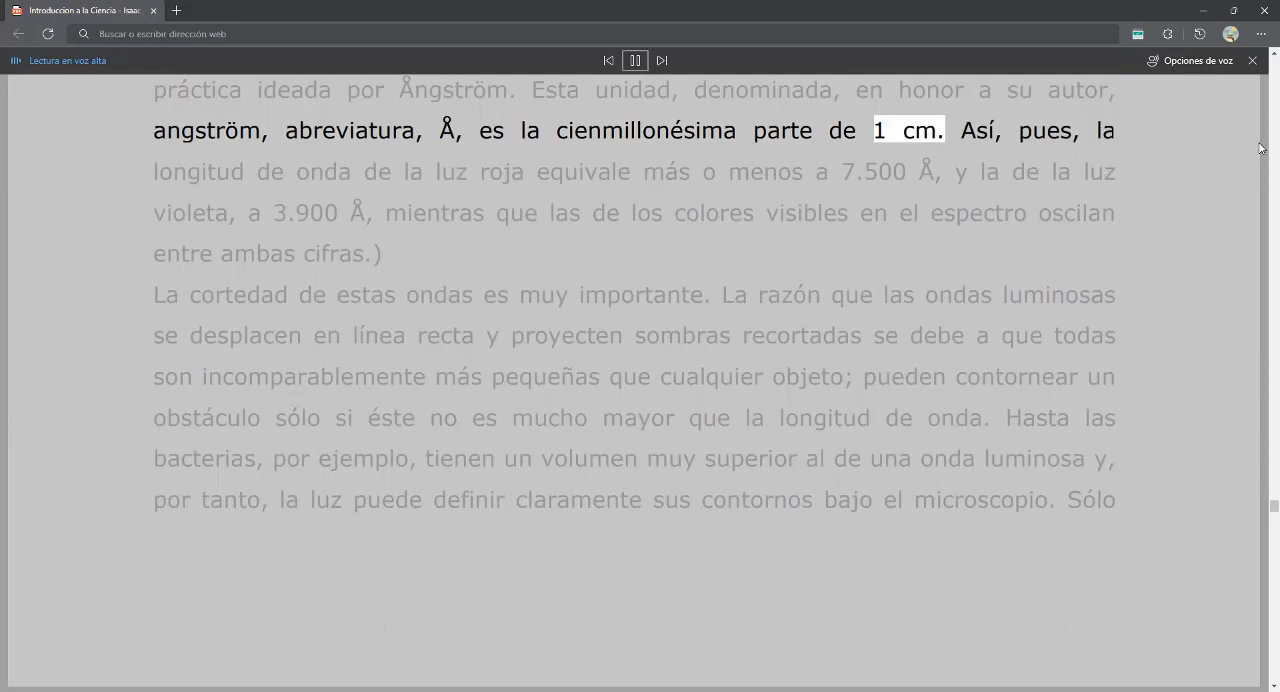 Introduccion a la Ciencia - Isaac
Buscar o escribir dirección web
Lectura en voz alta
Opciones de voz
práctica ideada por Ångström. Esta unidad, denominada, en honor a su autor,
angström, abreviatura, Å, es la cienmillonésima parte de 1 cm. Así, pues, la
longitud de onda de la luz roja equivale más o menos a 7.500 Å, y la de la luz
violeta, a 3.900 Å, mientras que las de los colores visibles en el espectro oscilan
entre ambas cifras.)
La cortedad de estas ondas es muy importante. La razón que las ondas luminosas
se desplacen en línea recta y proyecten sombras recortadas se debe a que todas
son incomparablemente más pequeñas que cualquier objeto; pueden contornear un
obstáculo sólo si éste no es mucho mayor que la longitud de onda. Hasta las
bacterias, por ejemplo, tienen un volumen muy superior al de una onda luminosa y,
por tanto, la luz puede definir claramente sus contornos bajo el microscopio. Sólo